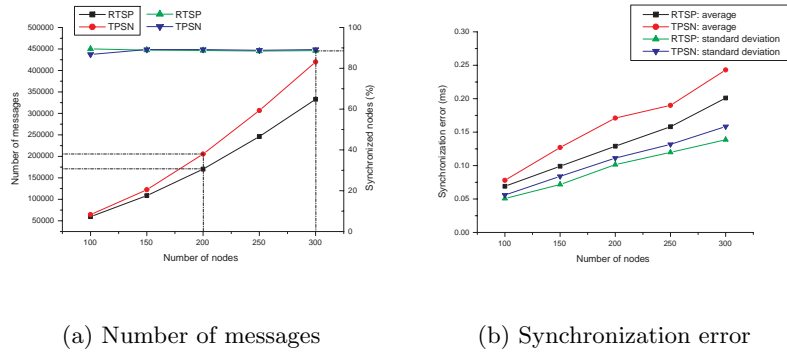 RTSP RTSP
TPSN TPSN
500000
450000
400000
350000
300000
250000
200000
150000
100000
50000
Number of messages
100
80
60
40
20
0
Synchronized nodes (%)
100 150 200 250 300
Number of nodes
(a) Number of messages
RTSP: average
TPSN: average
RTSP: standard deviation
TPSN: standard deviation
0.30
0.25
0.20
0.15
0.10
0.05
0.00
Synchronization error (ms)
100 150 200 250 300
Number of nodes
(b) Synchronization error